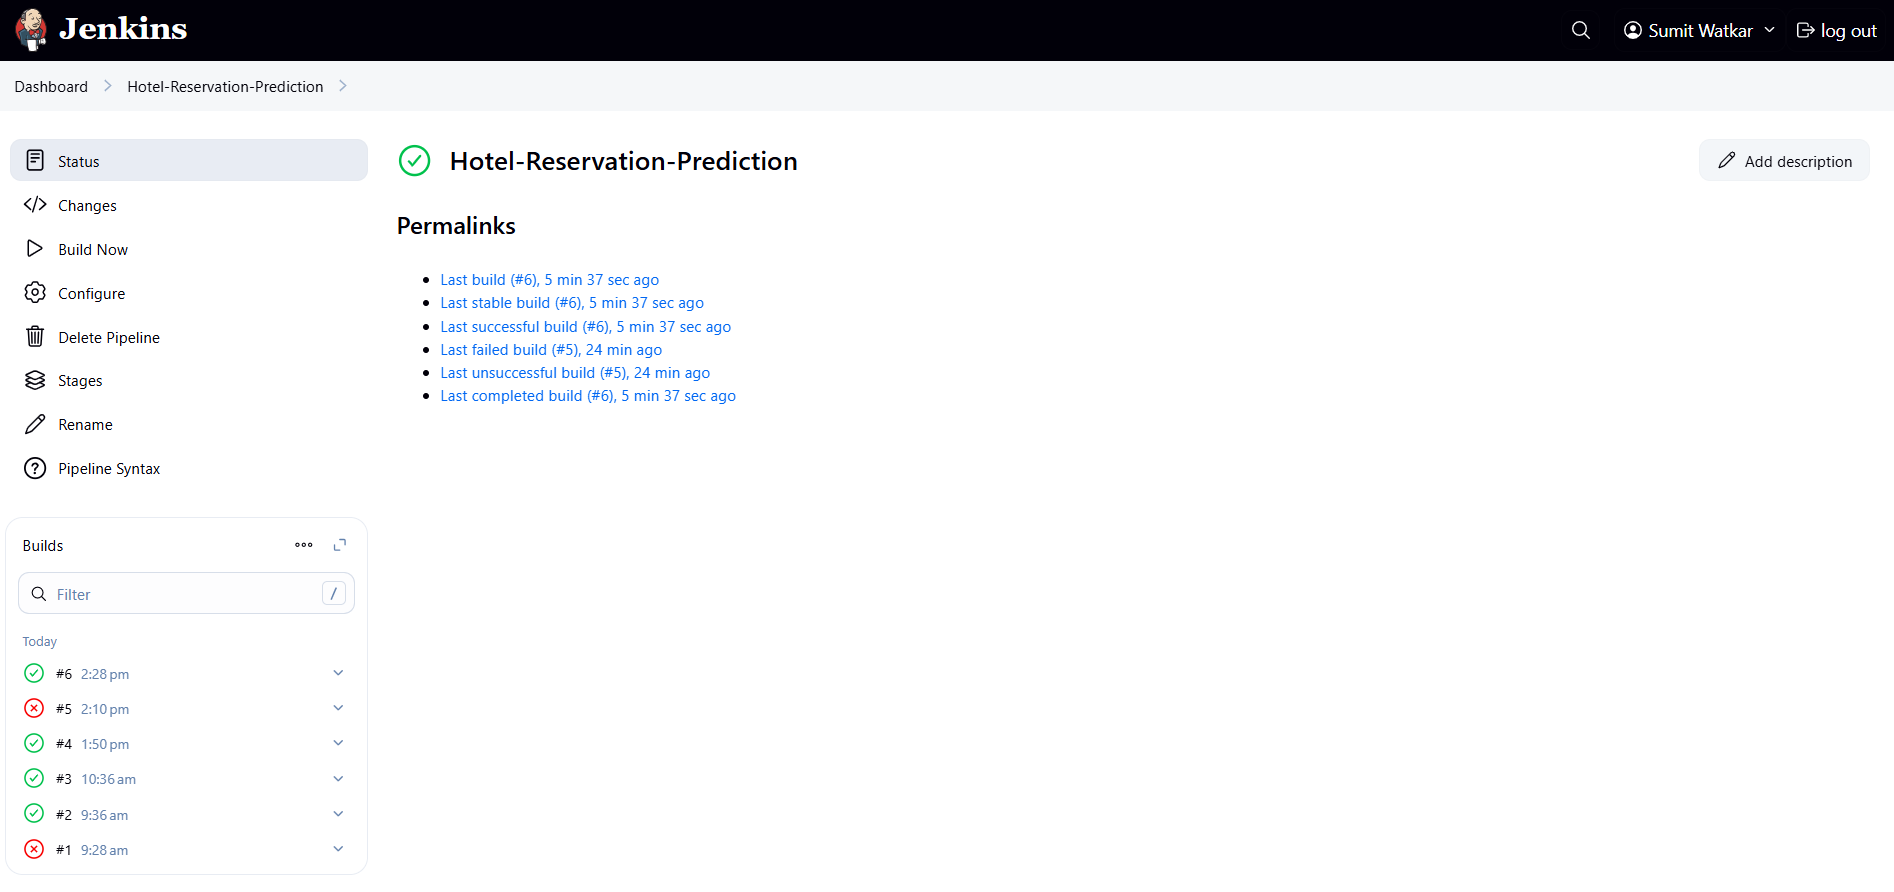 Jenkins
Sumit Watkar
log out
Dashboard
Hotel-Reservation-Prediction
Status
Changes
Build Now
Configure
Delete Pipeline
Stages
Rename
Pipeline Syntax
Hotel-Reservation-Prediction
Add description
Permalinks
Last build (#6), 5 min 37 sec ago
Last stable build (#6), 5 min 37 sec ago
Last successful build (#6), 5 min 37 sec ago
Last failed build (#5), 24 min ago
Last unsuccessful build (#5), 24 min ago
Last completed build (#6), 5 min 37 sec ago
Builds
Filter /
Today
#6 2:28 pm
#5 2:10 pm
#4 1:50 pm
#3 10:36 am
#2 9:36 am
#1 9:28 am